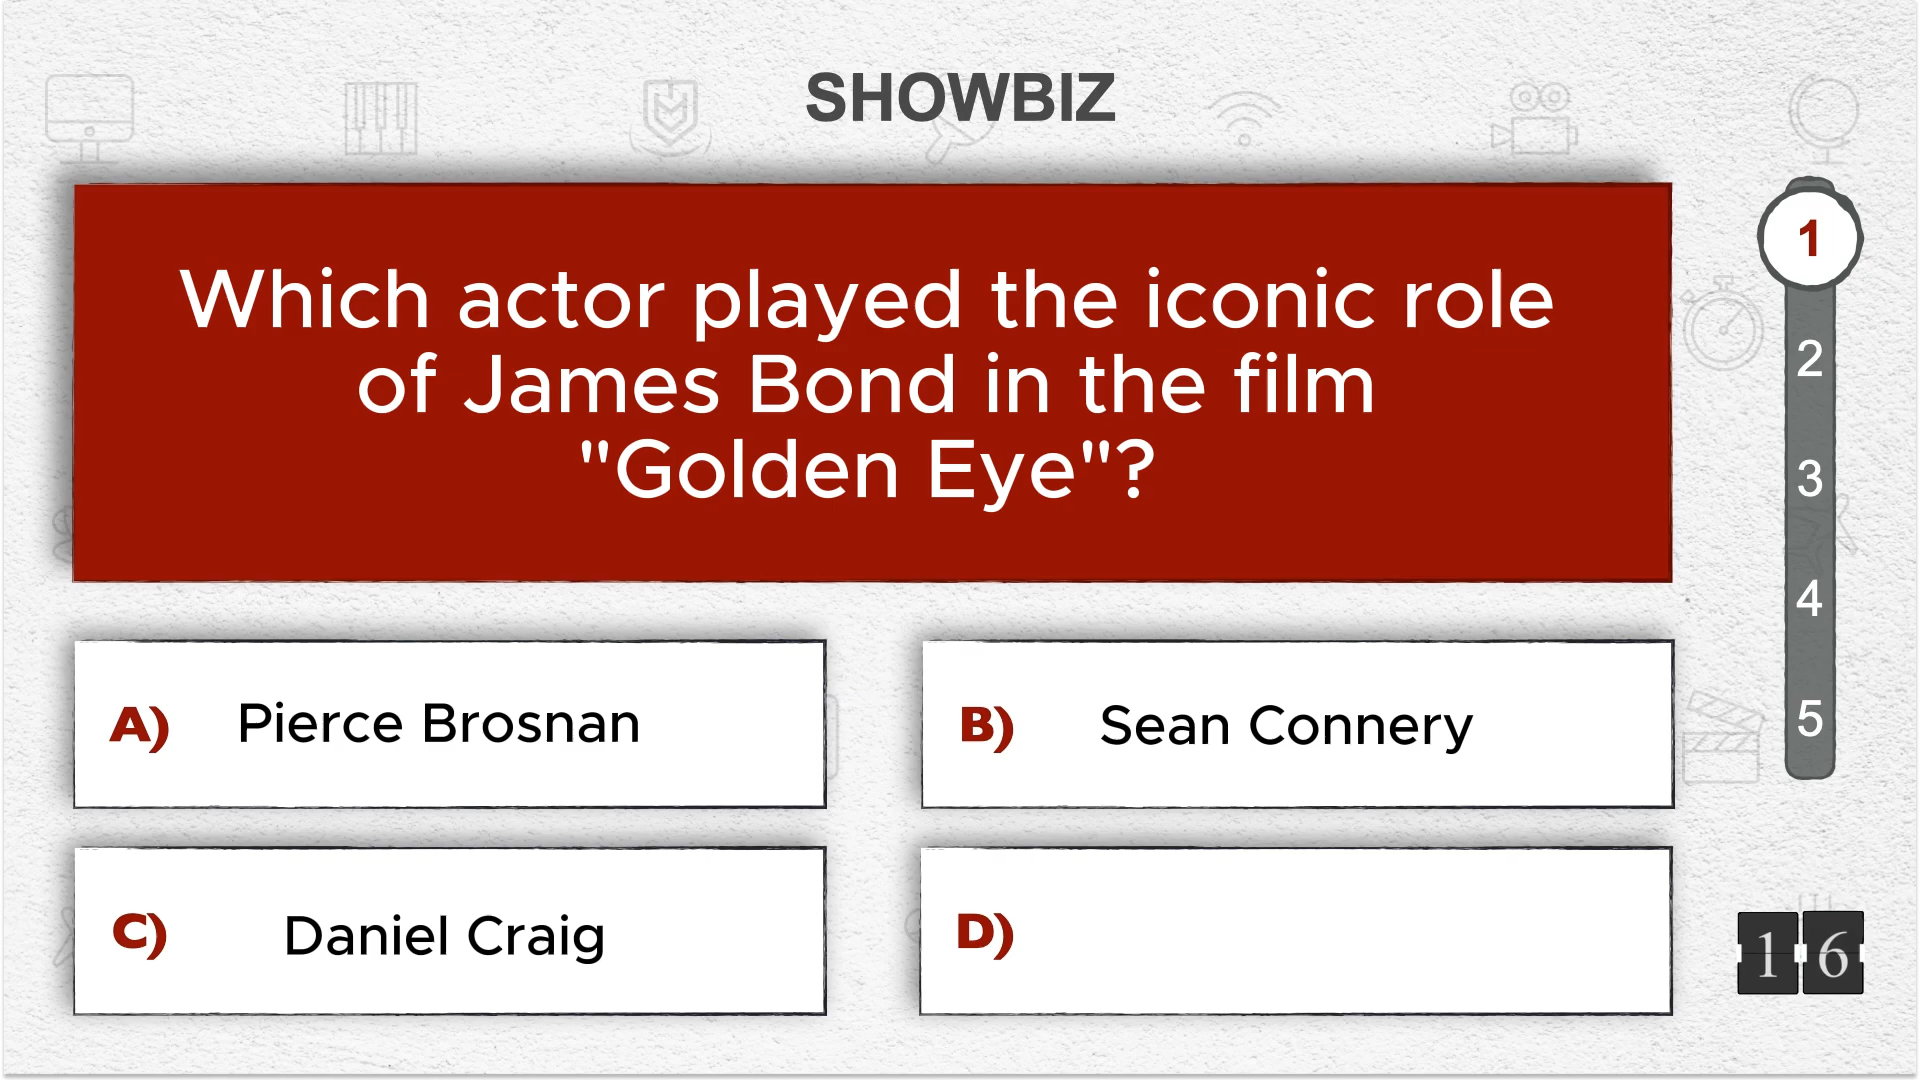 SHOWBIZ
Which actor played the iconic role
of James Bond in the film
"Golden Eye"?
A) Pierce Brosnan
B) Sean Connery
C) Daniel Craig
D)
1
2
3
4
5
16